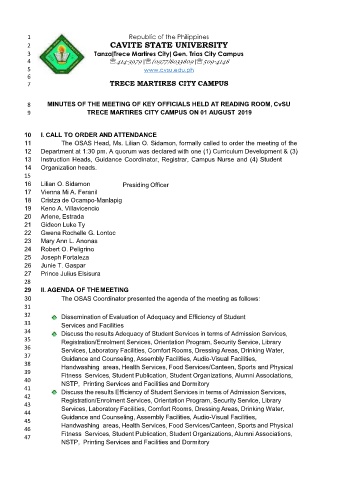 1 Republic of the Philippines
2 CAVITE STATE UNIVERSITY
3 Tanza|Trece Martires City| Gen. Trias City Campus
4 ☎414-3979|☎(0977)8033809|☎509-4148
5 www.cvsu.edu.ph
6
7 TRECE MARTIRES CITY CAMPUS
8 MINUTES OF THE MEETING OF KEY OFFICIALS HELD AT READING ROOM, CvSU
9 TRECE MARTIRES CITY CAMPUS ON 01 AUGUST 2019
10 I. CALL TO ORDER AND ATTENDANCE
11 The OSAS Head, Ms. Lilian O. Sidamon, formally called to order the meeting of the
12 Department at 1.30 pm. A quorum was declared with one (1) Curriculum Development & (3)
13 Instruction Heads, Guidance Coordinator, Registrar, Campus Nurse and (4) Student
14 Organization heads.
15
16 Lilian O. Sidamon Presiding Officer
17 Vienna Mi A. Feranil
18 Cristza de Ocampo-Manlapig
19 Keno A. Villavicencio
20 Arlene, Estrada
21 Gideon Luke Ty
22 Gwena Rochelle G. Lontoc
23 Mary Ann L. Anonas
24 Robert O. Peligrino
25 Joseph Fortaleza
26 Junie T. Gaspar
27 Prince Julius Elsisura
28
29 II. AGENDA OF THE MEETING
30 The OSAS Coordinator presented the agenda of the meeting as follows:
31
32 Dissemination of Evaluation of Adequacy and Efficiency of Student
33 Services and Facilities
34 Discuss the results Adequacy of Student Services in terms of Admission Services,
35 Registration/Enrolment Services, Orientation Program, Security Service, Library
36 Services, Laboratory Facilities, Comfort Rooms, Dressing Areas, Drinking Water,
37 Guidance and Counseling, Assembly Facilities, Audio-Visual Facilities,
38 Handwashing areas, Health Services, Food Services/Canteen, Sports and Physical
39 Fitness Services, Student Publication, Student Organizations, Alumni Associations,
40 NSTP, Printing Services and Facilities and Dormitory
41 Discuss the results Efficiency of Student Services in terms of Admission Services,
42 Registration/Enrolment Services, Orientation Program, Security Service, Library
43 Services, Laboratory Facilities, Comfort Rooms, Dressing Areas, Drinking Water,
44 Guidance and Counseling, Assembly Facilities, Audio-Visual Facilities,
45 Handwashing areas, Health Services, Food Services/Canteen, Sports and Physical
46 Fitness Services, Student Publication, Student Organizations, Alumni Associations,
47 NSTP, Printing Services and Facilities and Dormitory